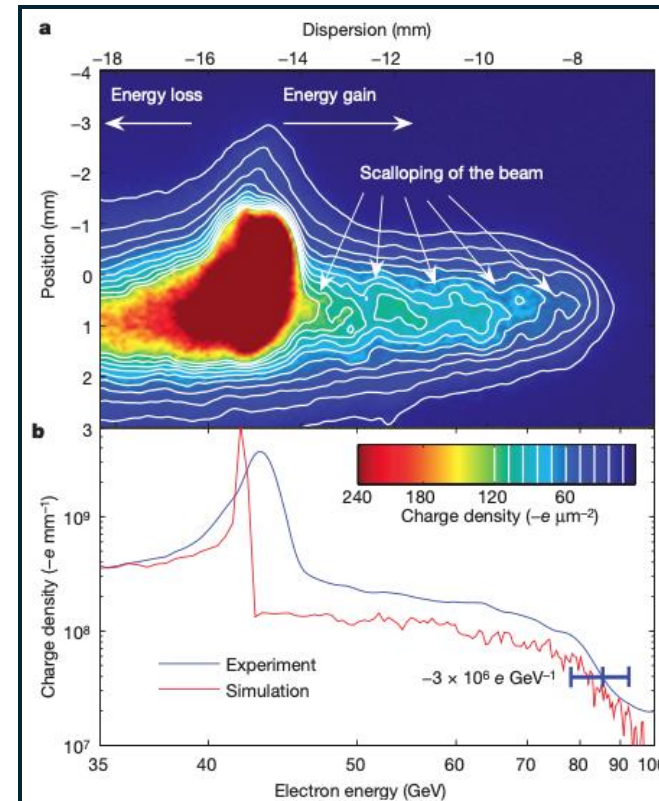 a
Dispersion (mm)
−18 −16 −14 −12 −10 −8
−4
Energy loss Energy gain
−3
−2
Scalloping of the beam
−1
Position (mm)
0
1
2
b
3
240 180 120 60
Charge density (−e μm⁻²)
10⁹
Charge density (−e mm⁻¹)
10⁸
Experiment
Simulation
−3 × 10⁶ e GeV⁻¹
10⁷
35 40 50 60 70 80 90 100
Electron energy (GeV)